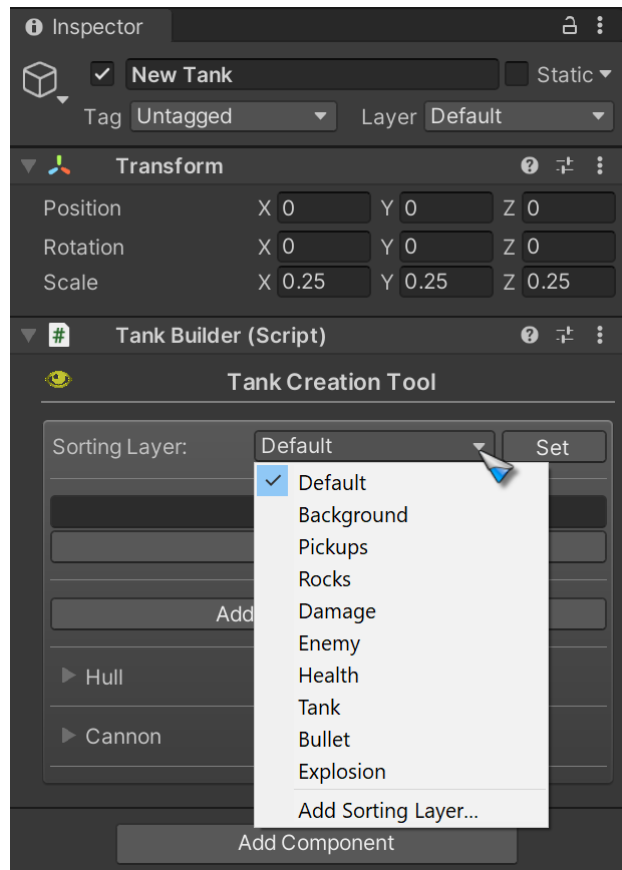 Inspector
New Tank Static
Tag Untagged Layer Default
Transform
Position X 0 Y 0 Z 0
Rotation X 0 Y 0 Z 0
Scale X 0.25 Y 0.25 Z 0.25
# Tank Builder (Script)
Tank Creation Tool
Sorting Layer: Default Set
Default
Background
Pickups
Rocks
Damage
Add
Enemy
Hull
Health
Tank
Cannon
Bullet
Explosion
Add Sorting Layer...
Add Component